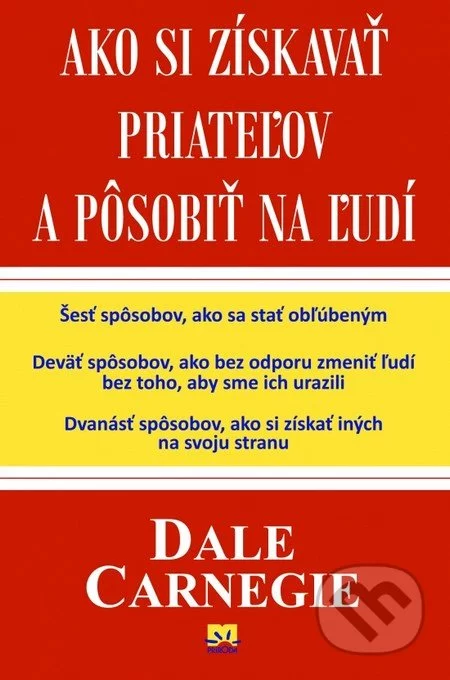 AKO SI ZÍSKAVAŤ
PRIATEĽOV
A PÔSOBIŤ NA ĽUDÍ
Šesť spôsobov, ako sa stať obľúbeným
Deväť spôsobov, ako bez odporu zmeniť ľudí
bez toho, aby sme ich urazili
Dvanásť spôsobov, ako si získať iných
na svoju stranu
DALE
CARNEGIE
PRÍRODA